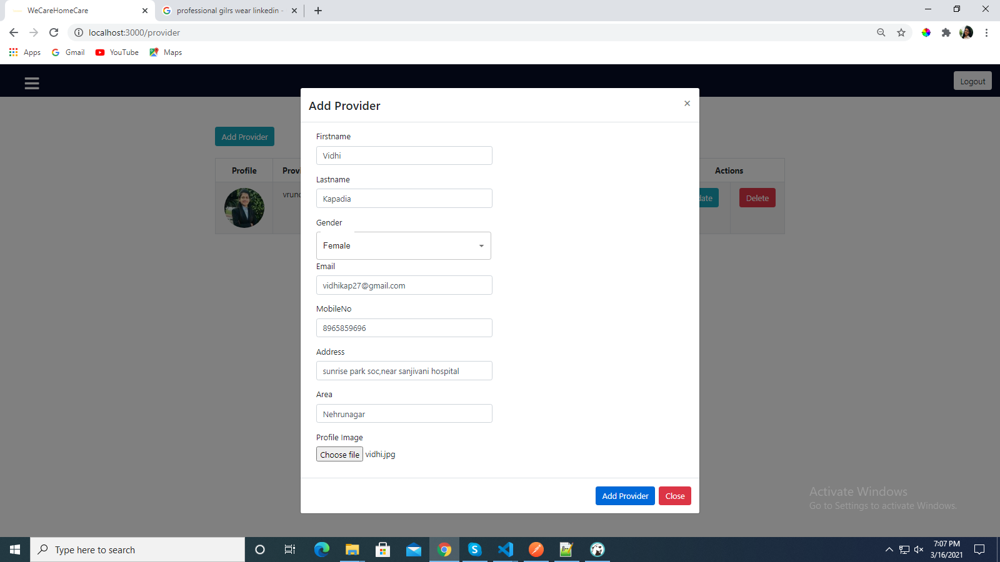 WeCareHomeCare
professional gilrs wear linkedin -
localhost:3000/provider
Apps
Gmail
YouTube
Maps
Logout
Add Provider
×
Firstname
Vidhi
Lastname
Kapadia
Gender
Female
Email
vidhikap27@gmail.com
MobileNo
8965859696
Address
sunrise park soc,near sanjivani hospital
Area
Nehrunagar
Profile Image
Choose file vidhi.jpg
Add Provider Close
Add Provider
Profile
Actions
Delete
Activate Windows
Go to Settings to activate Windows.
Type here to search
7:07 PM
3/16/2021